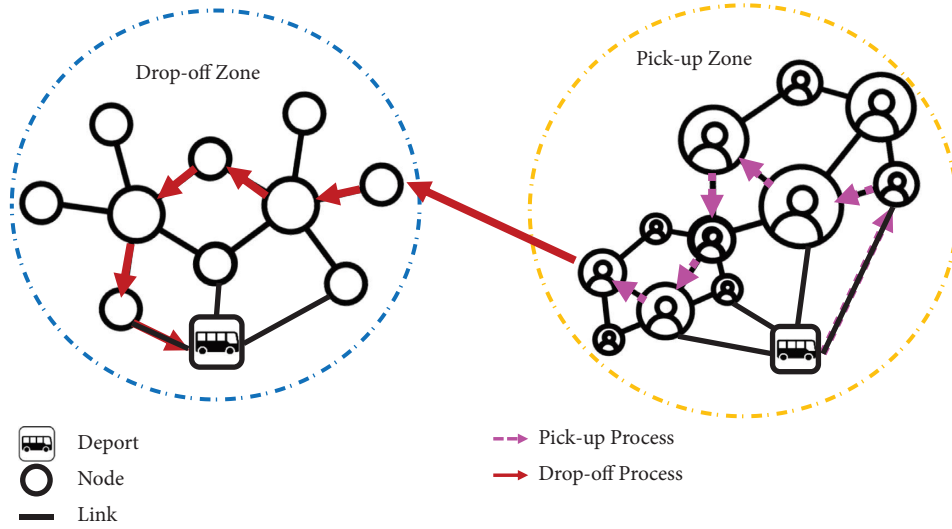 Drop-off Zone
Pick-up Zone
Deport
Node
Link
Pick-up Process
Drop-off Process